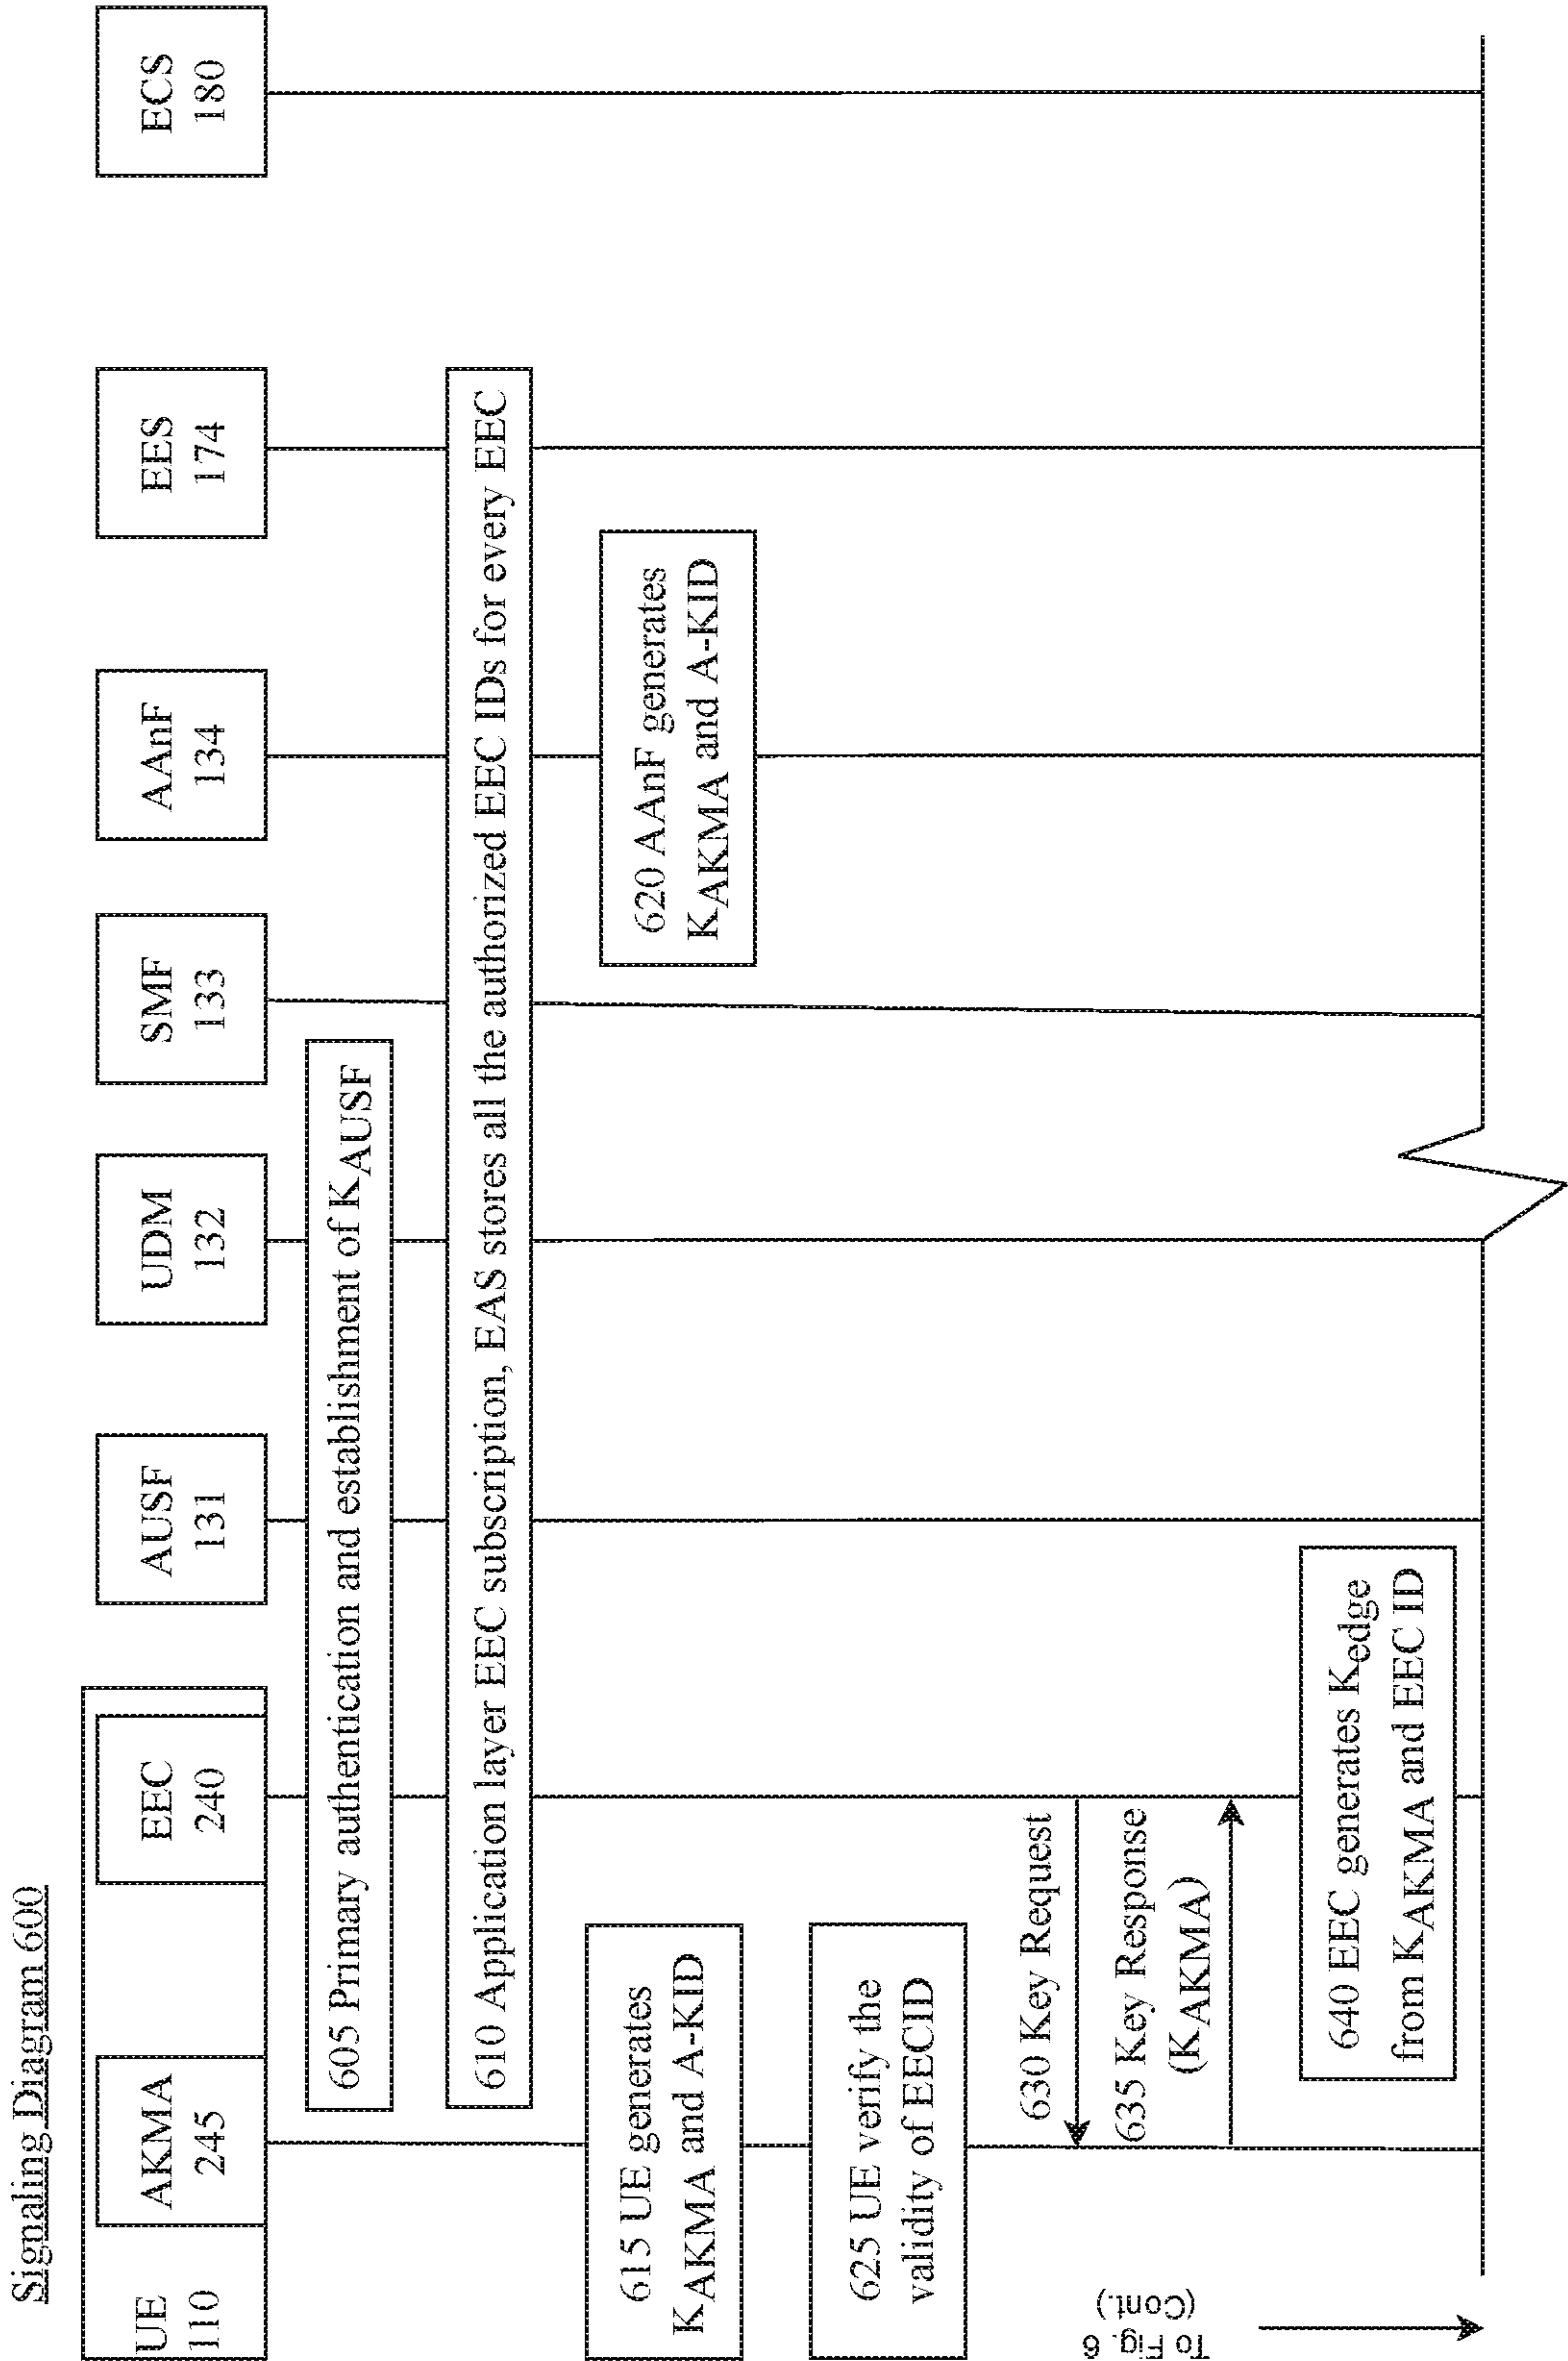 Signaling Diagram 600
UE
110
AKMA
245
EEC
240
AUSF
131
UDM
132
SMF
133
AAnF
134
EES
174
ECS
180
605 Primary authentication and establishment of KAUSF
610 Application layer EEC subscription, EAS stores all the authorized EEC IDs for every EEC
615 UE generates
KAKMA and A-KID
620 AAnF generates
KAKMA and A-KID
625 UE verify the
validity of EECID
630 Key Request
635 Key Response
(KAKMA)
640 EEC generates Kedge
from KAKMA and EEC ID
To Fig. 6
(Cont.)